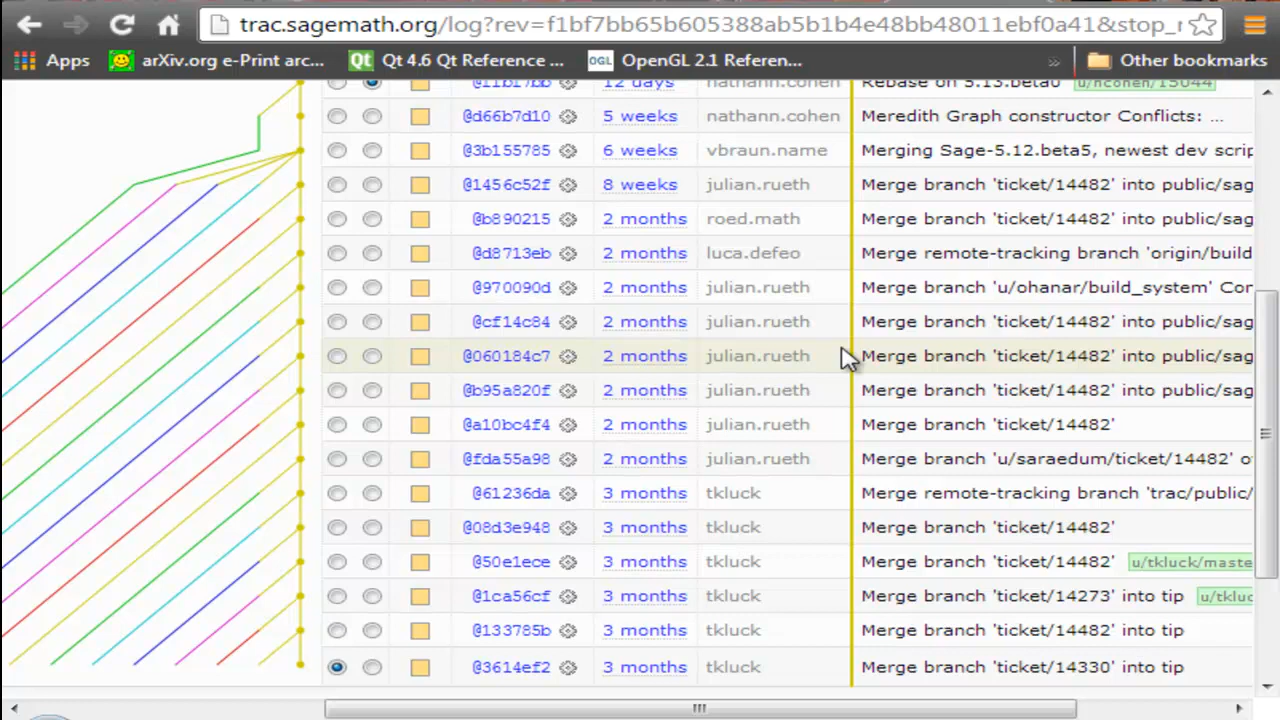 trac.sagemath.org/log?rev=f1bf7bb65b605388ab5b1b4e48bb48011ebf0a41&stop_r
Apps arXiv.org e-Print arc... Qt Qt 4.6 Qt Reference ... OGL OpenGL 2.1 Referen... » Other bookmarks
@11b17bb 12 days nathann.cohen Rebase on 5.13.beta0 u/ncohen/15044
@d66b7d10 5 weeks nathann.cohen Meredith Graph constructor Conflicts: ...
@3b155785 6 weeks vbraun.name Merging Sage-5.12.beta5, newest dev scrip
@1456c52f 8 weeks julian.rueth Merge branch 'ticket/14482' into public/sag
@b890215 2 months roed.math Merge branch 'ticket/14482' into public/sag
@d8713eb 2 months luca.defeo Merge remote-tracking branch 'origin/build
@970090d 2 months julian.rueth Merge branch 'u/ohanar/build_system' Cor
@cf14c84 2 months julian.rueth Merge branch 'ticket/14482' into public/sag
@060184c7 2 months julian.rueth Merge branch 'ticket/14482' into public/sag
@b95a820f 2 months julian.rueth Merge branch 'ticket/14482' into public/sag
@a10bc4f4 2 months julian.rueth Merge branch 'ticket/14482'
@fda55a98 2 months julian.rueth Merge branch 'u/saraedum/ticket/14482' o
@61236da 3 months tkluck Merge remote-tracking branch 'trac/public/
@08d3e948 3 months tkluck Merge branch 'ticket/14482'
@50e1ece 3 months tkluck Merge branch 'ticket/14482' u/tkluck/maste
@1ca56cf 3 months tkluck Merge branch 'ticket/14273' into tip u/tkluc
@133785b 3 months tkluck Merge branch 'ticket/14482' into tip
@3614ef2 3 months tkluck Merge branch 'ticket/14330' into tip